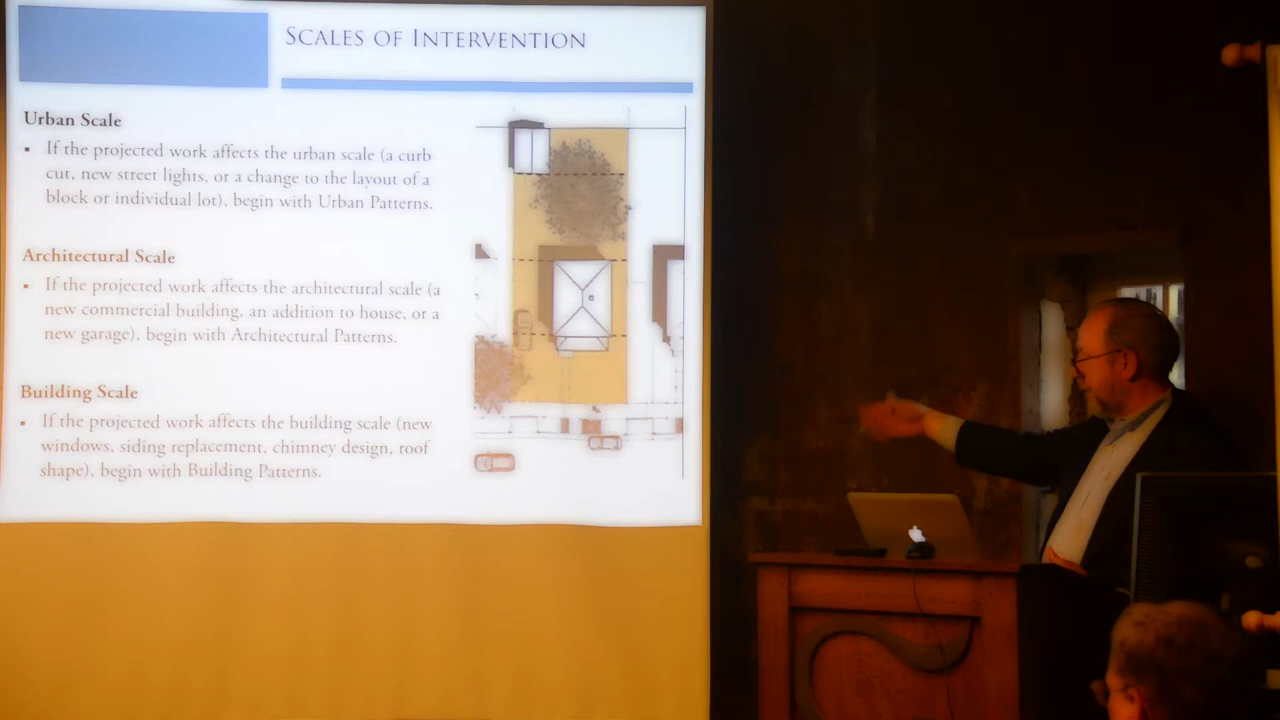 SCALES OF INTERVENTION
Urban Scale
▪ If the projected work affects the urban scale (a curb
cut, new street lights, or a change to the layout of a
block or individual lot), begin with Urban Patterns.
Architectural Scale
▪ If the projected work affects the architectural scale (a
new commercial building, an addition to house, or a
new garage), begin with Architectural Patterns.
Building Scale
▪ If the projected work affects the building scale (new
windows, siding replacement, chimney design, roof
shape), begin with Building Patterns.